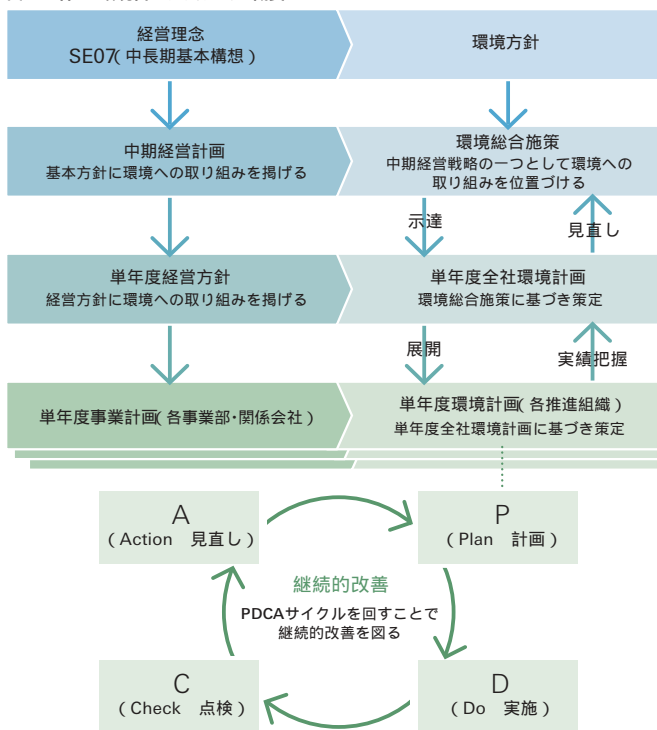 経営理念
SE07(中長期基本構想)
環境方針
中期経営計画
基本方針に環境への取り組みを掲げる
環境総合施策
中期経営戦略の一つとして環境への
取り組みを位置づける
示達
見直し
単年度経営方針
経営方針に環境への取り組みを掲げる
単年度全社環境計画
環境総合施策に基づき策定
展開
実績把握
単年度事業計画(各事業部・関係会社)
単年度環境計画(各推進組織)
単年度全社環境計画に基づき策定
A
(Action 見直し)
P
(Plan 計画)
継続的改善
PDCAサイクルを回すことで
継続的改善を図る
C
(Check 点検)
D
(Do 実施)